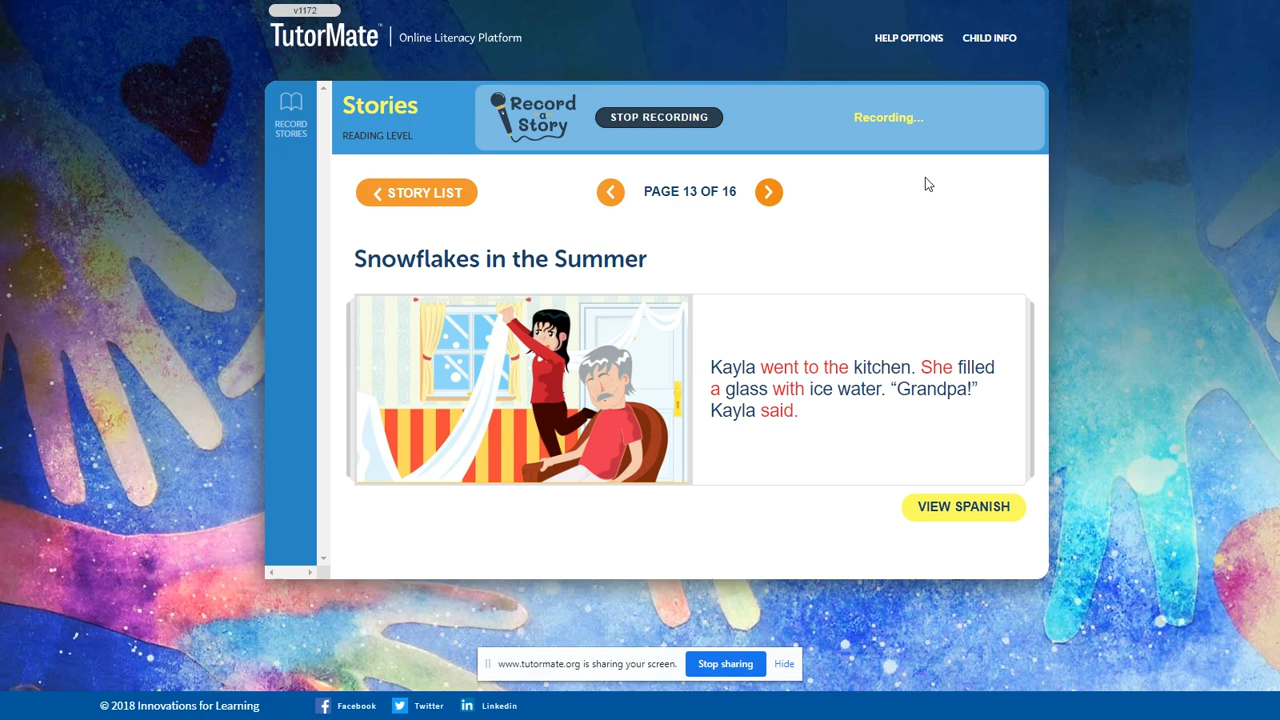 v1172
TutorMate™ | Online Literacy Platform
HELP OPTIONS
CHILD INFO
RECORD
STORIES
Stories
READING LEVEL
Record
a
Story
STOP RECORDING
Recording...
STORY LIST
PAGE 13 OF 16
Snowflakes in the Summer
Kayla went to the kitchen. She filled
a glass with ice water. “Grandpa!”
Kayla said.
VIEW SPANISH
www.tutormate.org is sharing your screen.
Stop sharing
Hide
© 2018 Innovations for Learning
Facebook
Twitter
Linkedin